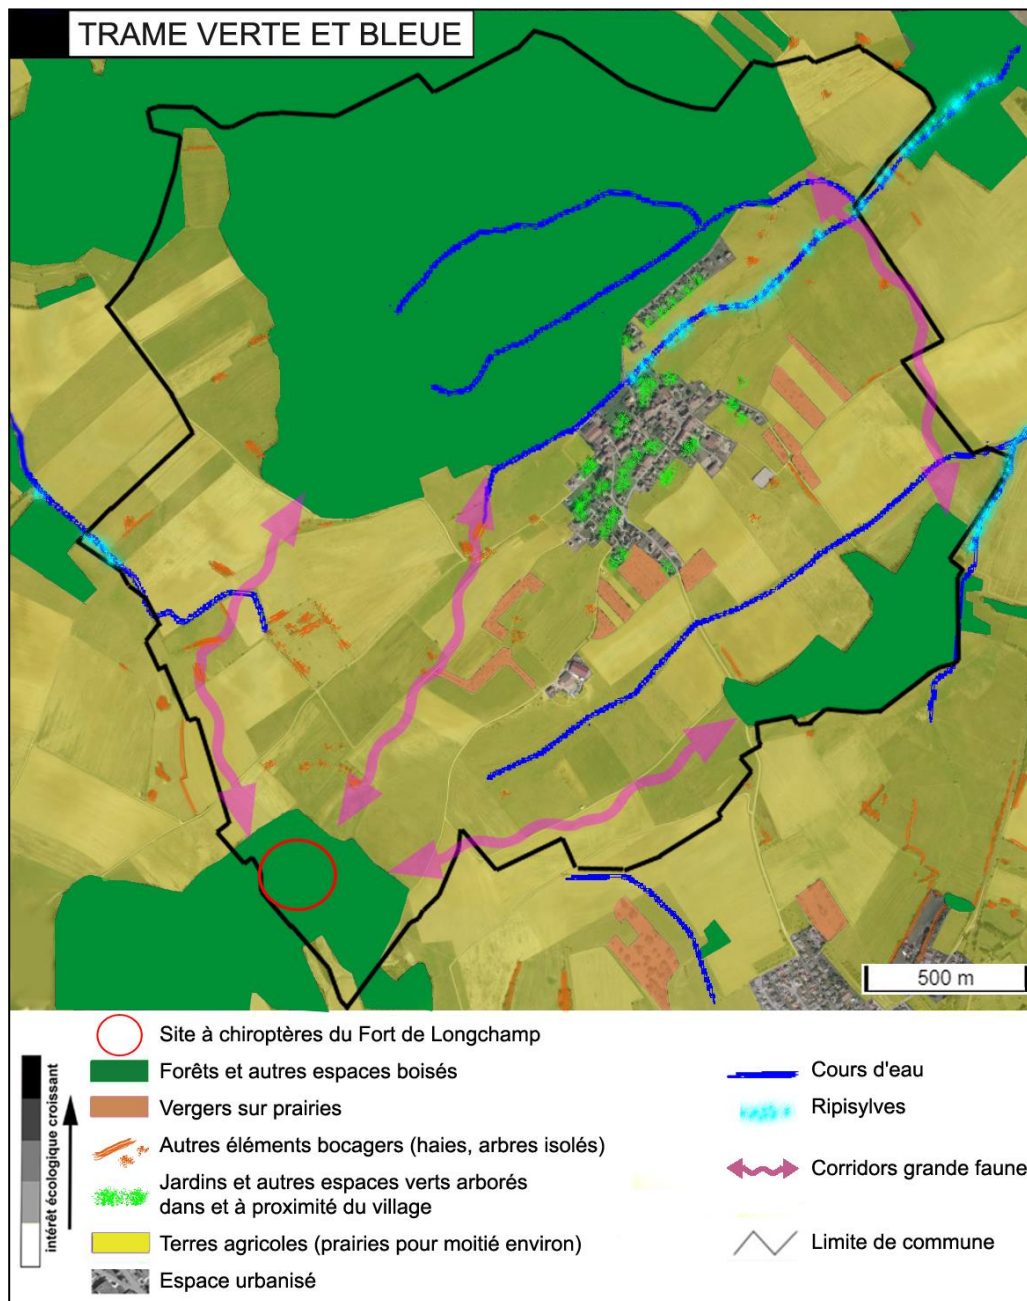 TRAME VERTE ET BLEUE
500 m
intérêt écologique croissant
Site à chiroptères du Fort de Longchamp
Forêts et autres espaces boisés
Vergers sur prairies
Autres éléments bocagers (haies, arbres isolés)
Jardins et autres espaces verts arborés
dans et à proximité du village
Terres agricoles (prairies pour moitié environ)
Espace urbanisé
Cours d'eau
Ripisylves
Corridors grande faune
Limite de commune